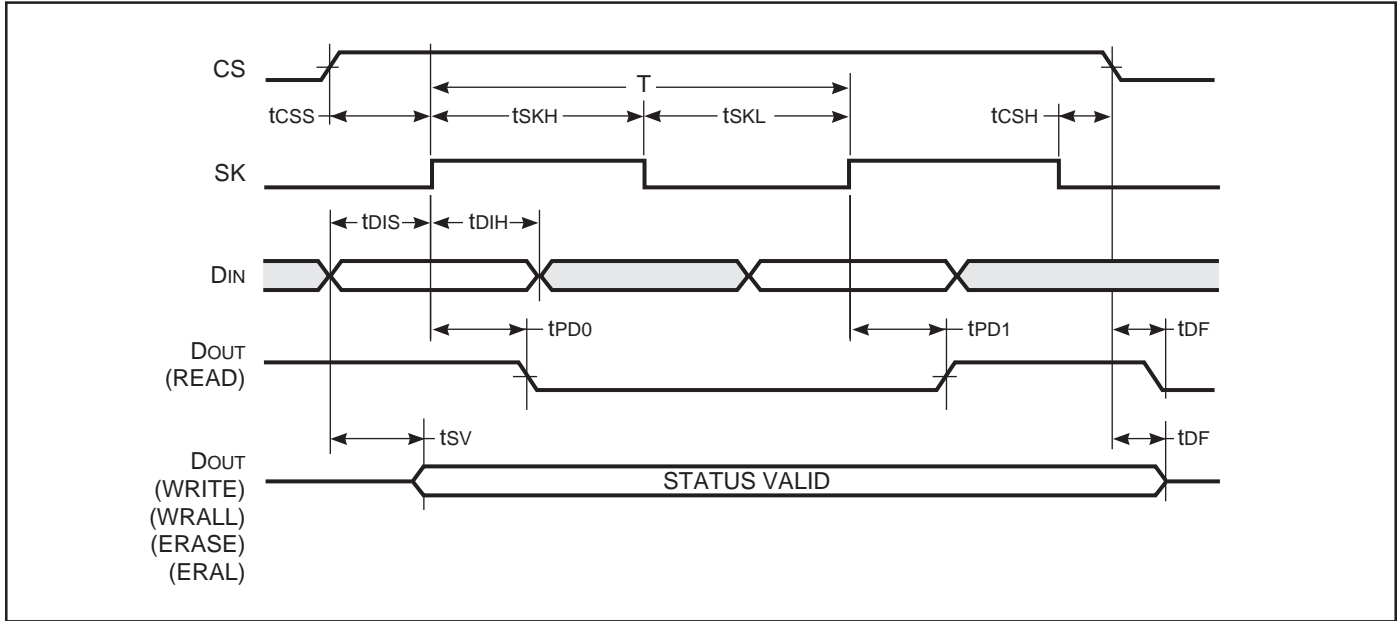 CS
T
tCSS
tSKH
tSKL
tCSH
SK
tDIS
tDIH
DIN
tPD0
tPD1
tDF
DOUT
(READ)
tSV
tDF
DOUT
(WRITE)
(WRALL)
(ERASE)
(ERAL)
STATUS VALID